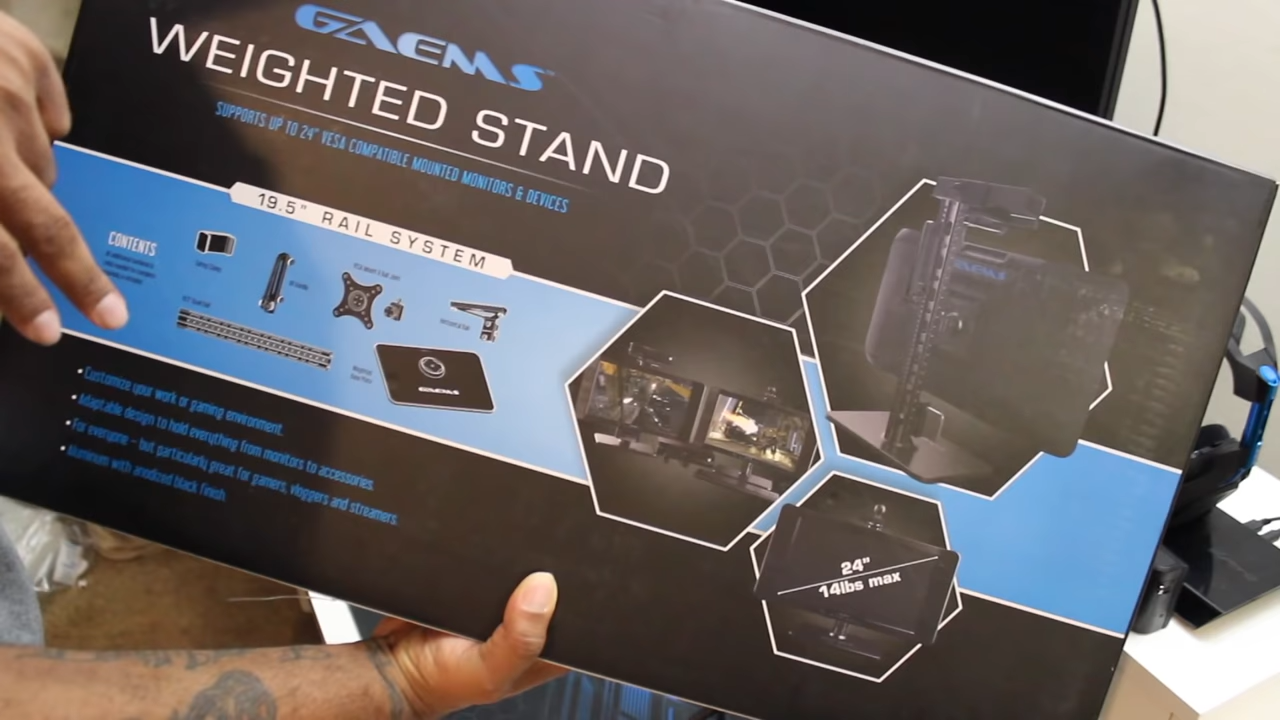 GAEMS
WEIGHTED STAND
SUPPORTS UP TO 24" VESA COMPATIBLE MOUNTED MONITORS & DEVICES
19.5" RAIL SYSTEM
CONTENTS
GAEMS
• Customize your work or gaming environment.
• Adaptable design to hold everything from monitors to accessories.
• For everyone - but particularly great for gamers, vloggers and streamers.
• Aluminum with anodized black finish
GAEMS
24"
14lbs max